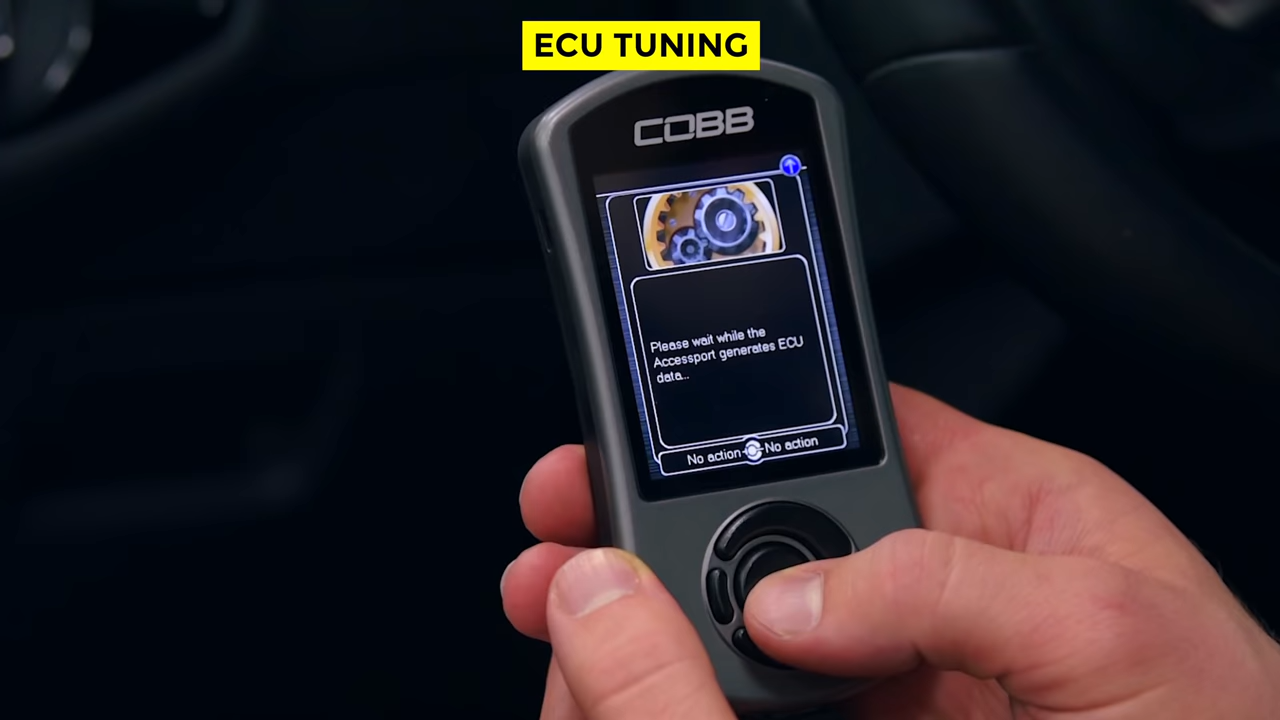 ECU TUNING
COBB
Please wait while the
Accessport generates ECU
data...
No action No action